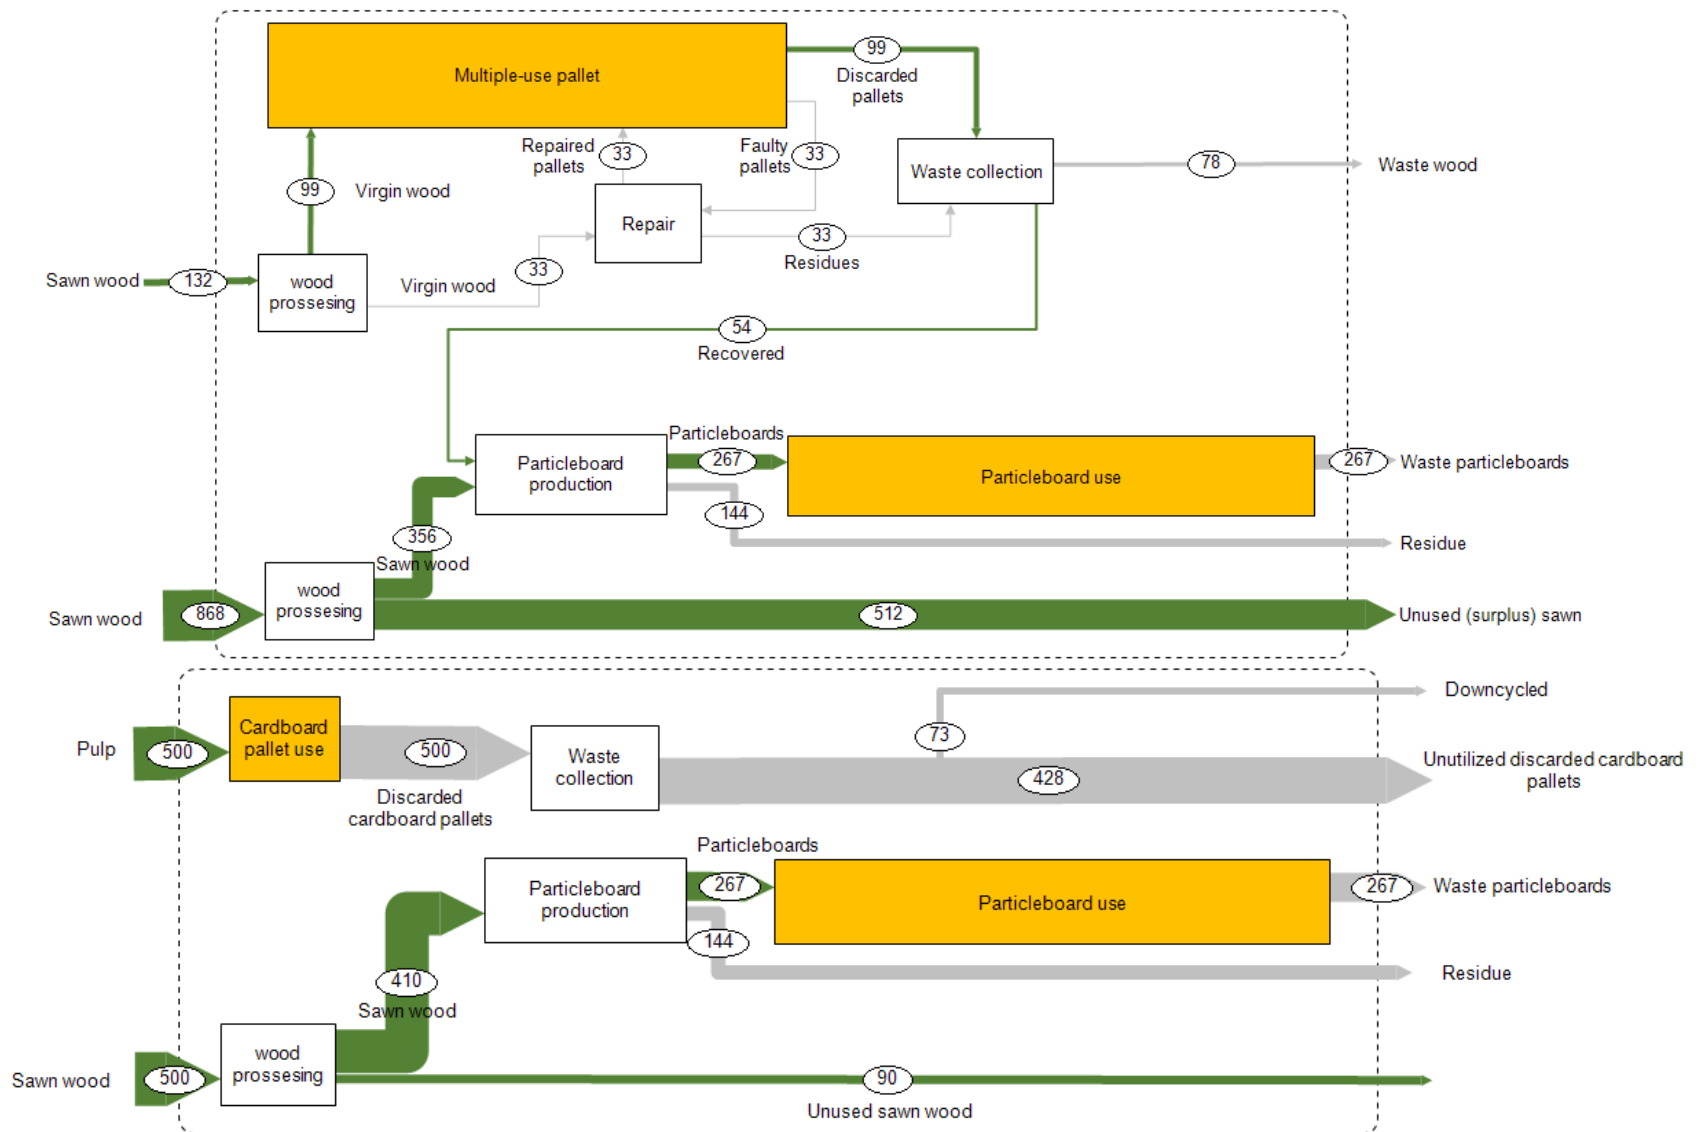 Multiple-use pallet
99
Discarded
pallets
Repaired
pallets
33
Faulty
pallets
33
Waste collection
78
Waste wood
99
Virgin wood
Repair
33
Residues
Sawn wood
132
wood
prossesing
Virgin wood
33
54
Recovered
Particleboards
267
Particleboard
production
Particleboard use
267
Waste particleboards
144
Residue
356
Sawn wood
Sawn wood
868
wood
prossesing
512
Unused (surplus) sawn
Downcycled
Pulp
500
Cardboard
pallet use
500
Discarded
cardboard pallets
Waste
collection
73
428
Unutilized discarded cardboard
pallets
Particleboards
267
Particleboard
production
Particleboard use
267
Waste particleboards
144
Residue
410
Sawn wood
Sawn wood
500
wood
prossesing
90
Unused sawn wood